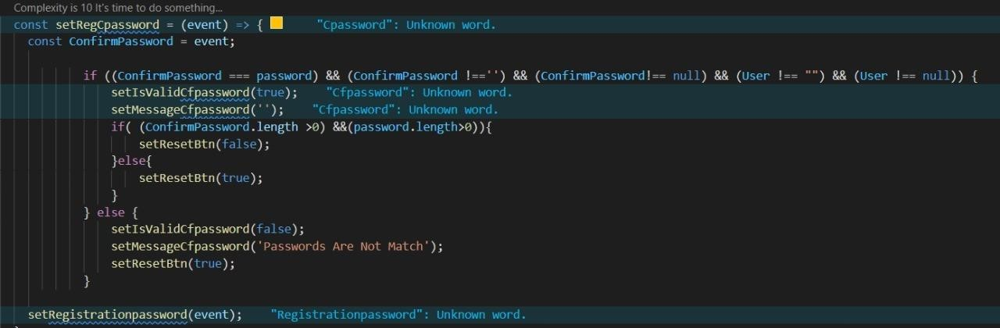 Complexity is 10 It's time to do something...
const setRegCpassword = (event) => { "Cpassword": Unknown word.
const ConfirmPassword = event;
if ((ConfirmPassword === password) && (ConfirmPassword !=='') && (ConfirmPassword!== null) && (User !== "") && (User !== null)) {
setIsValidCfpassword(true); "Cfpassword": Unknown word.
setMessageCfpassword(''); "Cfpassword": Unknown word.
if( (ConfirmPassword.length >0) &&(password.length>0)){
setResetBtn(false);
}else{
setResetBtn(true);
}
} else {
setIsValidCfpassword(false);
setMessageCfpassword('Passwords Are Not Match');
setResetBtn(true);
}
setRegistrationpassword(event); "Registrationpassword": Unknown word.